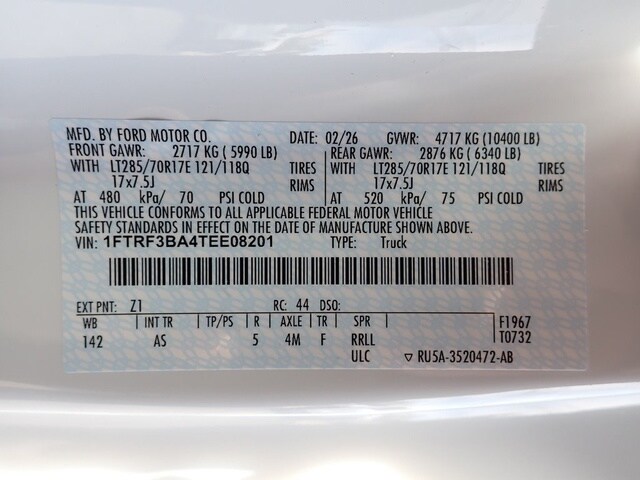 MFD. BY FORD MOTOR CO. DATE: 02/26 GVWR: 4717 KG (10400 LB)
FRONT GAWR: 2717 KG ( 5990 LB) REAR GAWR: 2876 KG ( 6340 LB)
WITH LT285/70R17E 121/118Q TIRES WITH LT285/70R17E 121/118Q TIRES
17x7.5J RIMS 17x7.5J RIMS
AT 480 kPa/ 70 PSI COLD AT 520 kPa/ 75 PSI COLD
THIS VEHICLE CONFORMS TO ALL APPLICABLE FEDERAL MOTOR VEHICLE
SAFETY STANDARDS IN EFFECT ON THE DATE OF MANUFACTURE SHOWN ABOVE.
VIN: 1FTRF3BA4TEE08201 TYPE: Truck
EXT PNT: Z1 RC: 44 DSO:
WB INT TR TP/PS R AXLE TR SPR F1967
142 AS 5 4M F RRLL T0732
ULC ▽ RU5A-3520472-AB